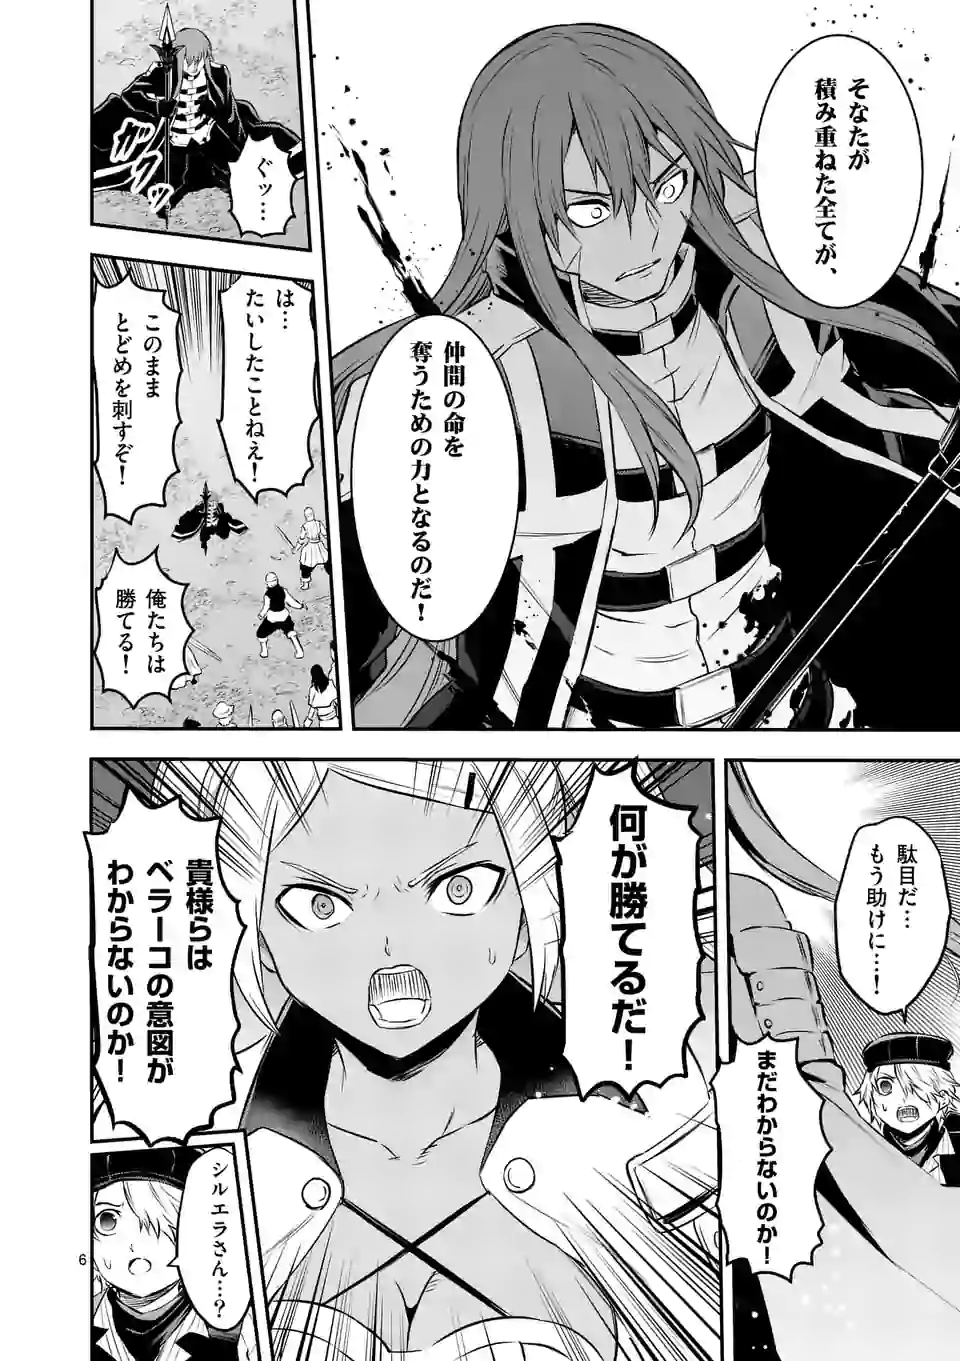 そなたが
積み重ねた全てが、
仲間の命を
奪うための力となるのだ！
ぐッ…
ガクッ
は…
たいしたことねえ！
このまま
とどめを刺すぞ！
俺たちは
勝てる！
駄目だ…
もう助けに…！
まだわからないのか！
何が勝てるだ！
貴様らは
ベラーコの意図が
わからないのか！
シルエラさん…？
6